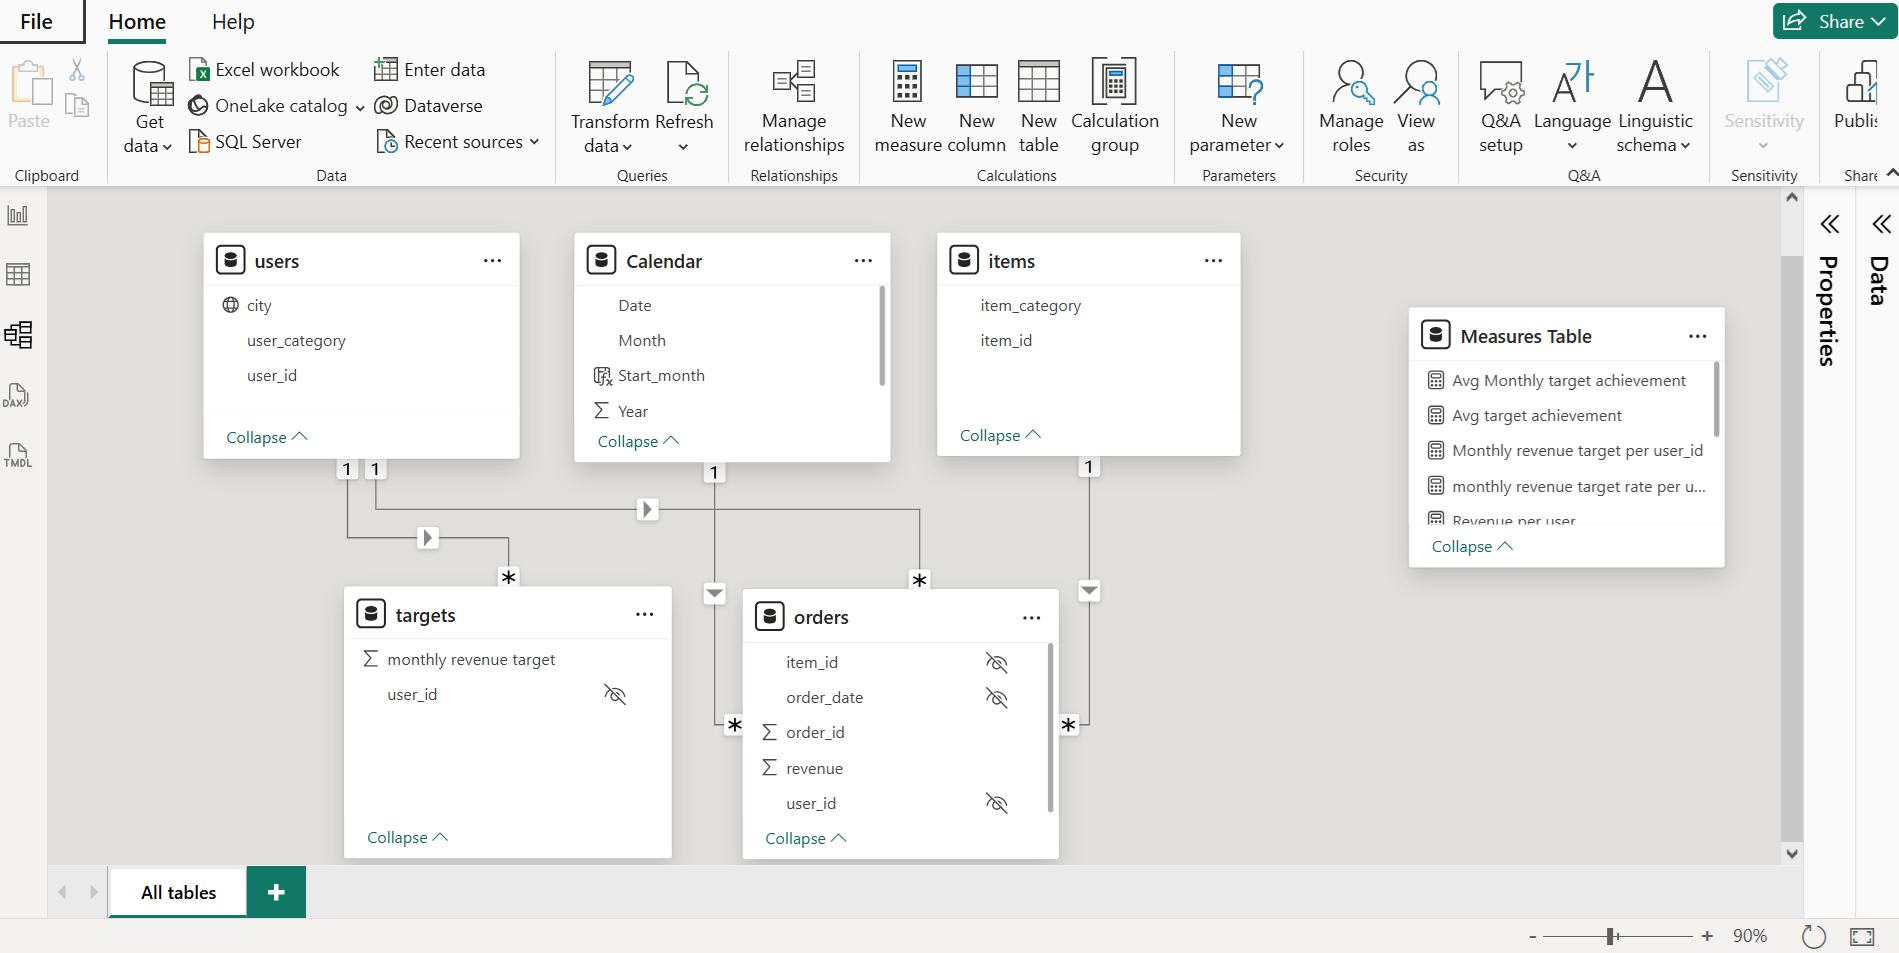 File
Home
Help
Share
Paste
Clipboard
Get data
Excel workbook
OneLake catalog
SQL Server
Enter data
Dataverse
Recent sources
Data
Transform data
Refresh
Queries
Manage relationships
Relationships
New measure
New column
New table
Calculation group
Calculations
New parameter
Parameters
Manage roles
View as
Security
Q&A setup
Language
Linguistic schema
Q&A
Sensitivity
Sensitivity
Publis
Share
DAX
TMDL
users
city
user_category
user_id
Collapse
Calendar
Date
Month
Start_month
Year
Collapse
items
item_category
item_id
Collapse
Measures Table
Avg Monthly target achievement
Avg target achievement
Monthly revenue target per user_id
monthly revenue target rate per u...
Revenue per user
Collapse
1
1
1
1
*
*
targets
monthly revenue target
user_id
Collapse
orders
item_id
order_date
order_id
revenue
user_id
Collapse
*
*
Properties
Data
All tables
+
- + 90%